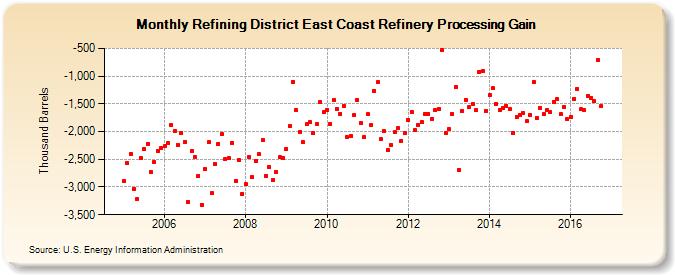 Monthly Refining District East Coast Refinery Processing Gain
Thousand Barrels
-500
-1,000
-1,500
-2,000
-2,500
-3,000
-3,500
2006 2008 2010 2012 2014 2016
Source: U.S. Energy Information Administration